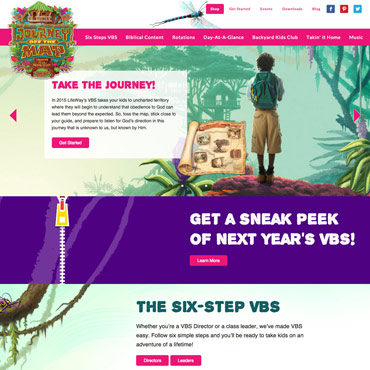 Shop
Get Started
Events
Downloads
Blog
JOURNEY
OFF THE
MAP
Six Steps VBS
Biblical Content
Rotations
Day-At-A-Glance
Backyard Kids Club
Takin' It Home
Music
TAKE THE JOURNEY!
In 2015 LifeWay's VBS takes your kids to uncharted territory
where they will begin to understand that obedience to God can
lead them beyond the expected. So, toss the map, stick close to
your guide, and prepare to listen for God's direction in this
journey that is unknown to us, but known by Him.
Get Started
GET A SNEAK PEEK
OF NEXT YEAR'S VBS!
Learn More
THE SIX-STEP VBS
Whether you're a VBS Director or a class leader, we've made VBS
easy. Follow six simple steps and you'll be ready to take kids on an
adventure of a lifetime!
Directors
Leaders